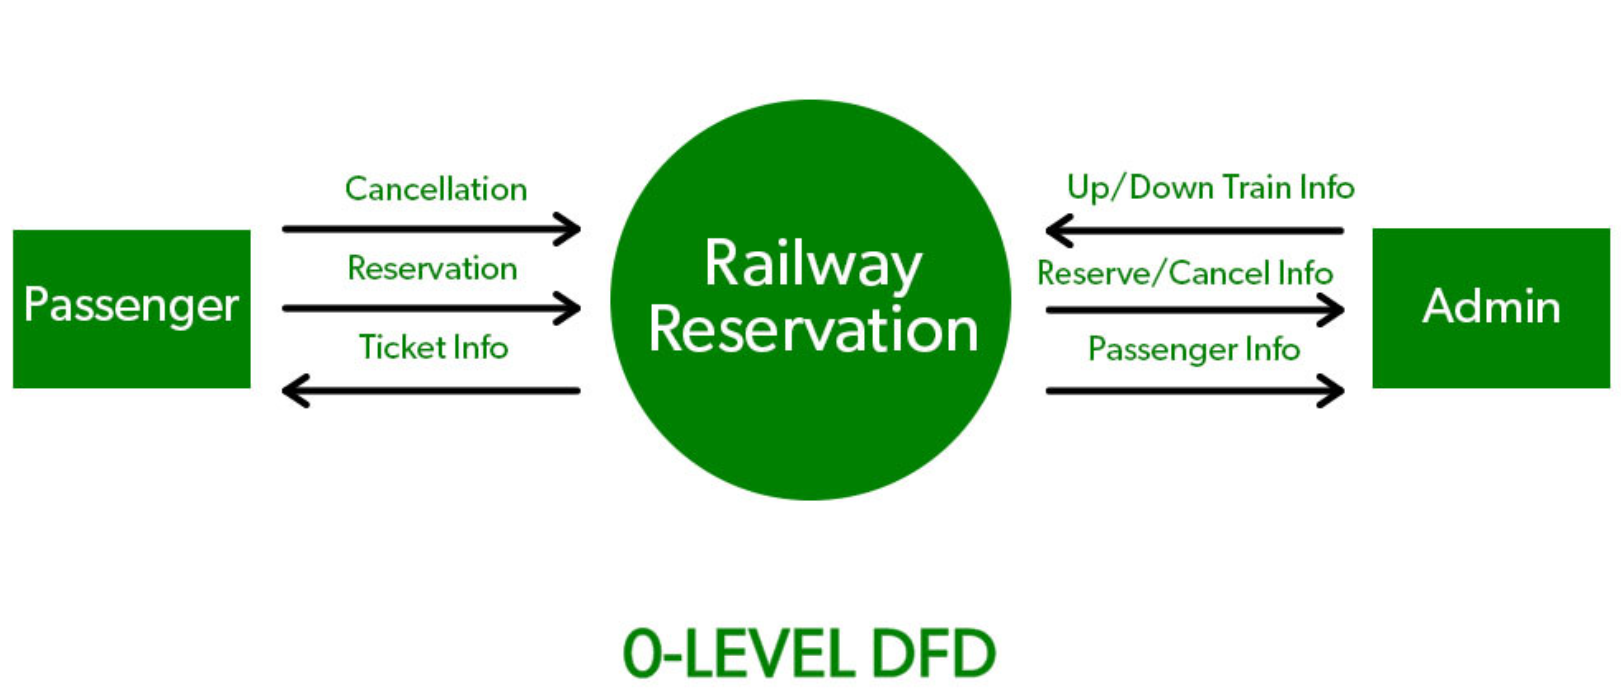 Cancellation
Up/Down Train Info
Passenger
Reservation
Ticket Info
Railway
Reservation
Reserve/Cancel Info
Passenger Info
Admin
0-LEVEL DFD